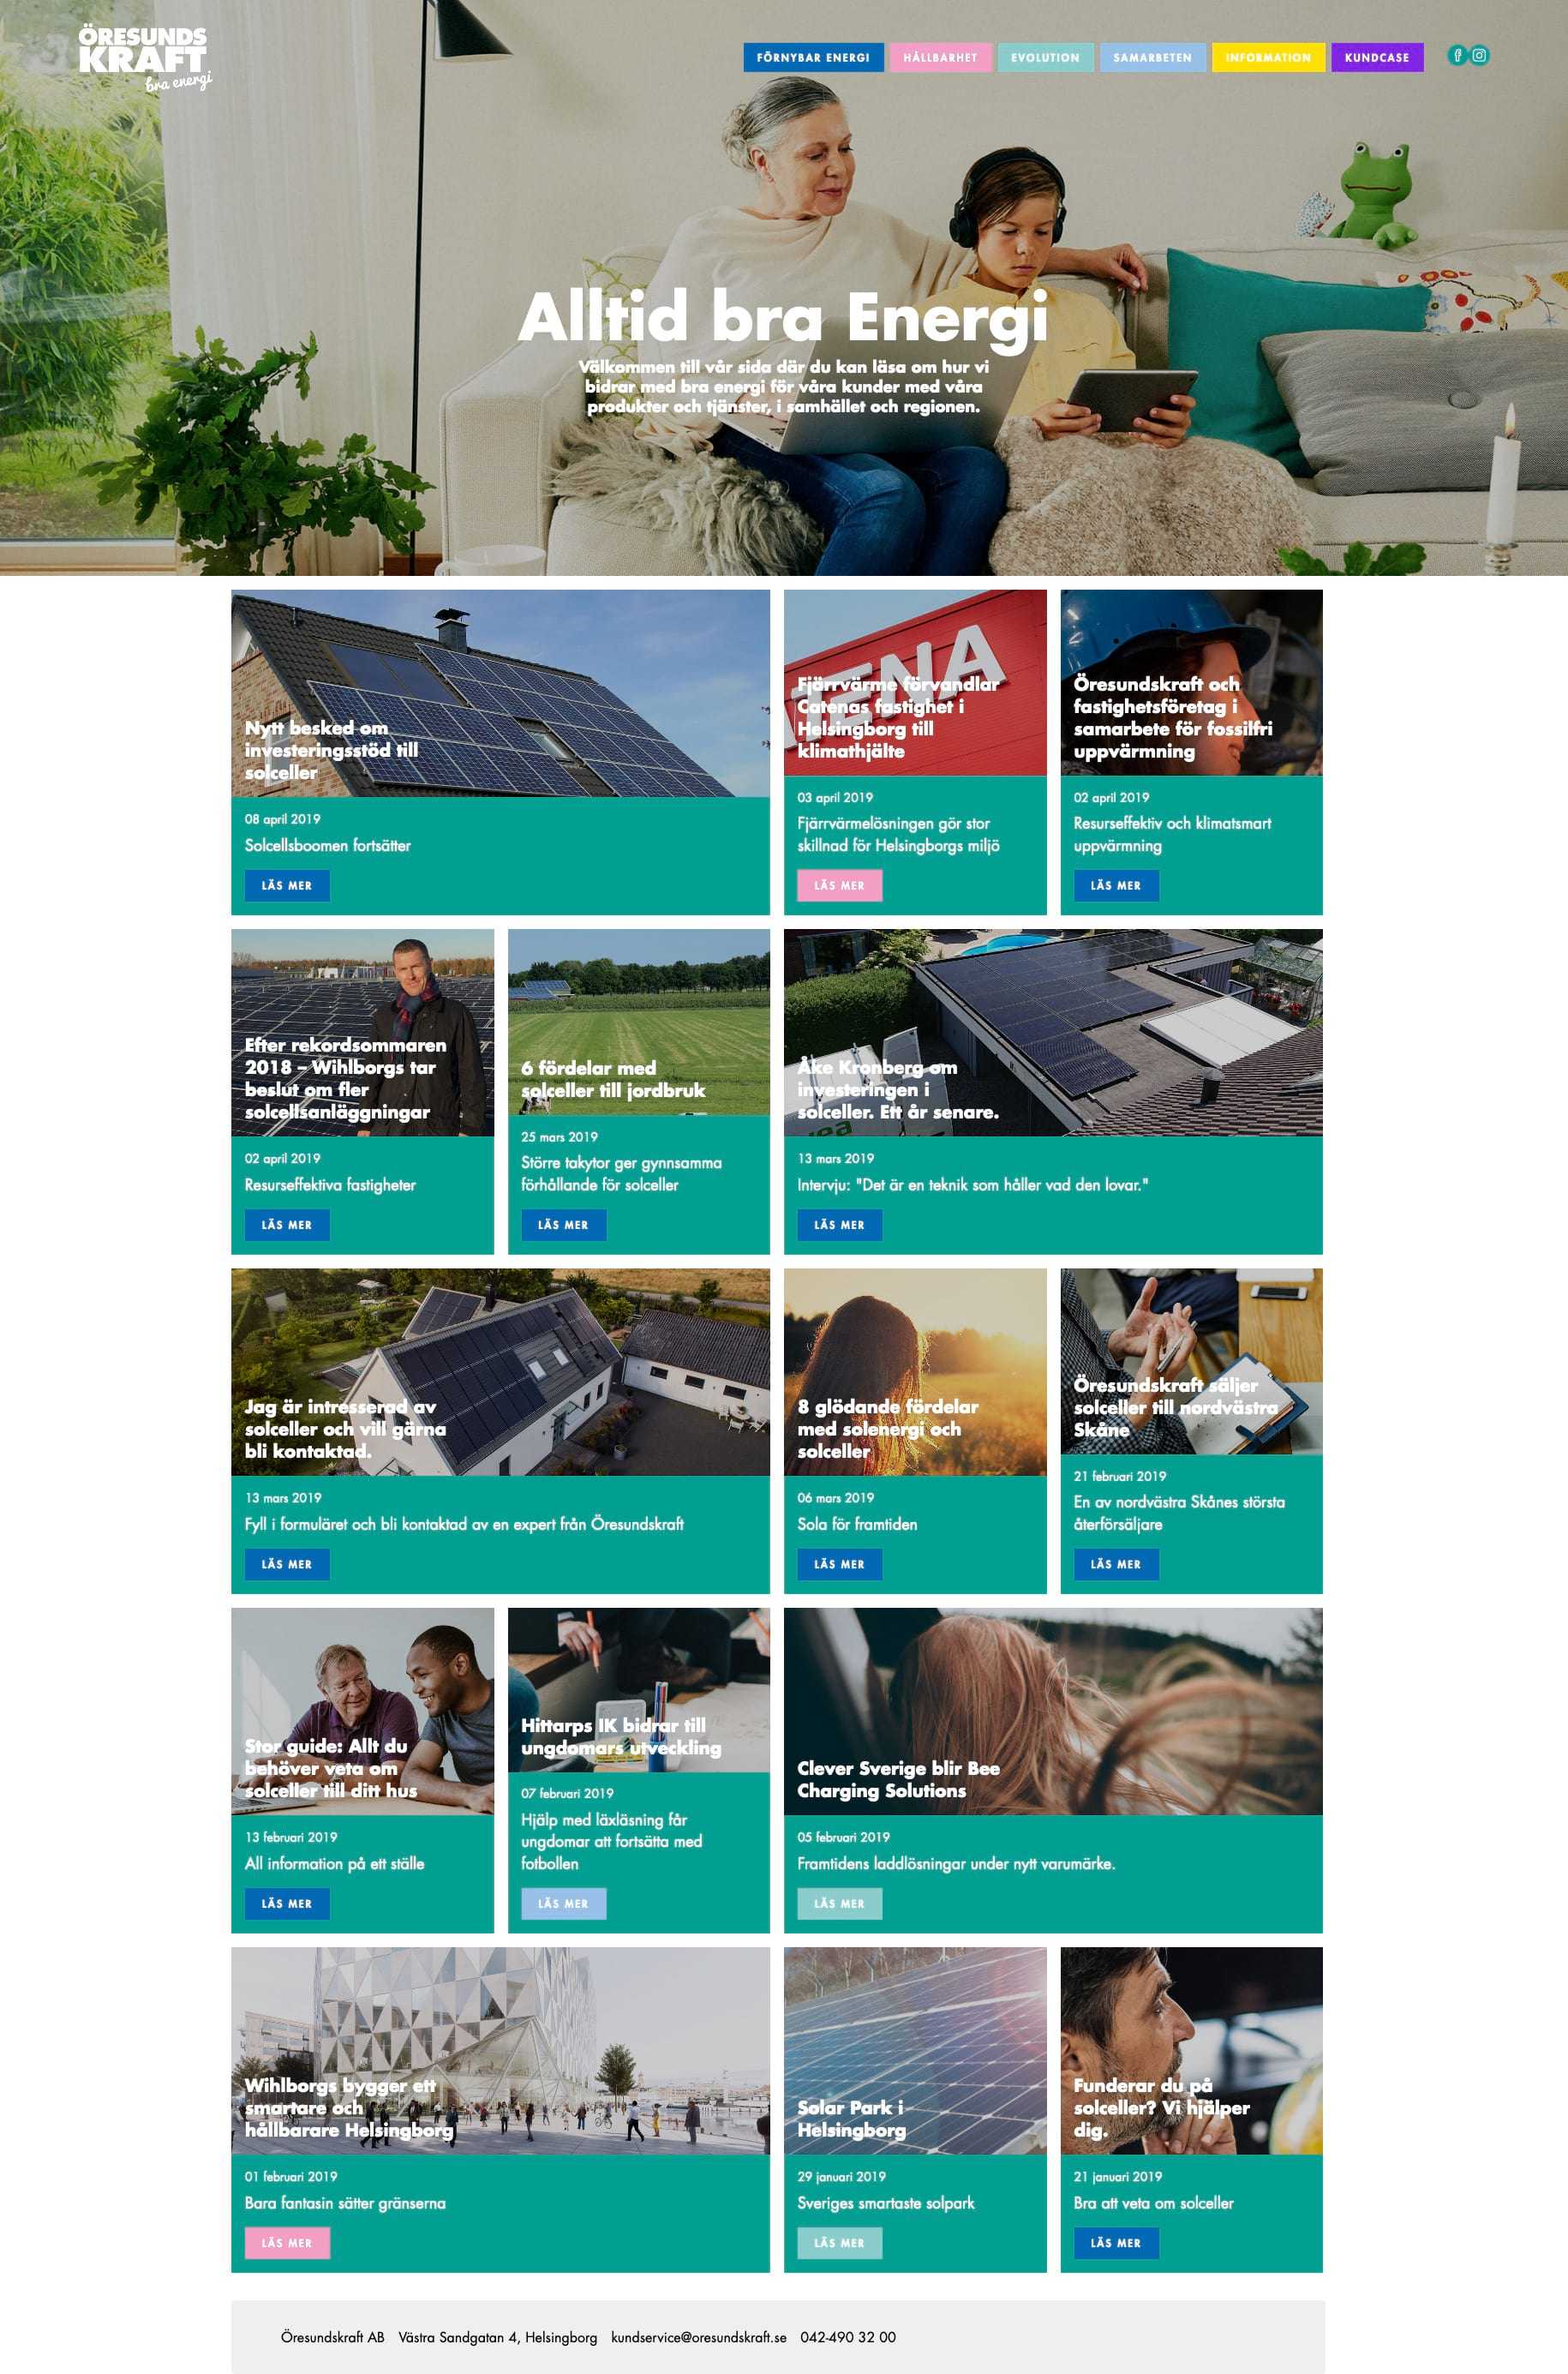 ÖRESUNDS
KRAFT
bra energi
FÖRNYBAR ENERGI
HÅLLBARHET
EVOLUTION
SAMARBETEN
INFORMATION
KUNDCASE
Alltid bra Energi
Välkommen till vår sida där du kan läsa om hur vi
bidrar med bra energi för våra kunder med våra
produkter och tjänster, i samhället och regionen.
Nytt besked om
investeringsstöd till
solceller
08 april 2019
Solcellsboomen fortsätter
LÄS MER
Fjärrvärme förvandlar
Catenas fastighet i
Helsingborg till
klimathjälte
03 april 2019
Fjärrvärmelösningen gör stor
skillnad för Helsingborgs miljö
LÄS MER
Öresundskraft och
fastighetsföretag i
samarbete för fossilfri
uppvärmning
02 april 2019
Resurseffektiv och klimatsmart
uppvärmning
LÄS MER
Efter rekordsommaren
2018 – Wihlborgs tar
beslut om fler
solcellsanläggningar
02 april 2019
Resurseffektiva fastigheter
LÄS MER
6 fördelar med
solceller till jordbruk
25 mars 2019
Större takytor ger gynnsamma
förhållande för solceller
LÄS MER
Åke Kronberg om
investeringen i
solceller. Ett år senare.
13 mars 2019
Intervju: "Det är en teknik som håller vad den lovar."
LÄS MER
Jag är intresserad av
solceller och vill gärna
bli kontaktad.
13 mars 2019
Fyll i formuläret och bli kontaktad av en expert från Öresundskraft
LÄS MER
8 glödande fördelar
med solenergi och
solceller
06 mars 2019
Sola för framtiden
LÄS MER
Öresundskraft säljer
solceller till nordvästra
Skåne
21 februari 2019
En av nordvästra Skånes största
återförsäljare
LÄS MER
Stor guide: Allt du
behöver veta om
solceller till ditt hus
13 februari 2019
All information på ett ställe
LÄS MER
Hittarps IK bidrar till
ungdomars utveckling
07 februari 2019
Hjälp med läxläsning får
ungdomar att fortsätta med
fotbollen
LÄS MER
Clever Sverige blir Bee
Charging Solutions
05 februari 2019
Framtidens laddlösningar under nytt varumärke.
LÄS MER
Wihlborgs bygger ett
smartare och
hållbarare Helsingborg
01 februari 2019
Bara fantasin sätter gränserna
LÄS MER
Solar Park i
Helsingborg
29 januari 2019
Sveriges smartaste solpark
LÄS MER
Funderar du på
solceller? Vi hjälper
dig.
21 januari 2019
Bra att veta om solceller
LÄS MER
Öresundskraft AB Västra Sandgatan 4, Helsingborg kundservice@oresundskraft.se 042-490 32 00